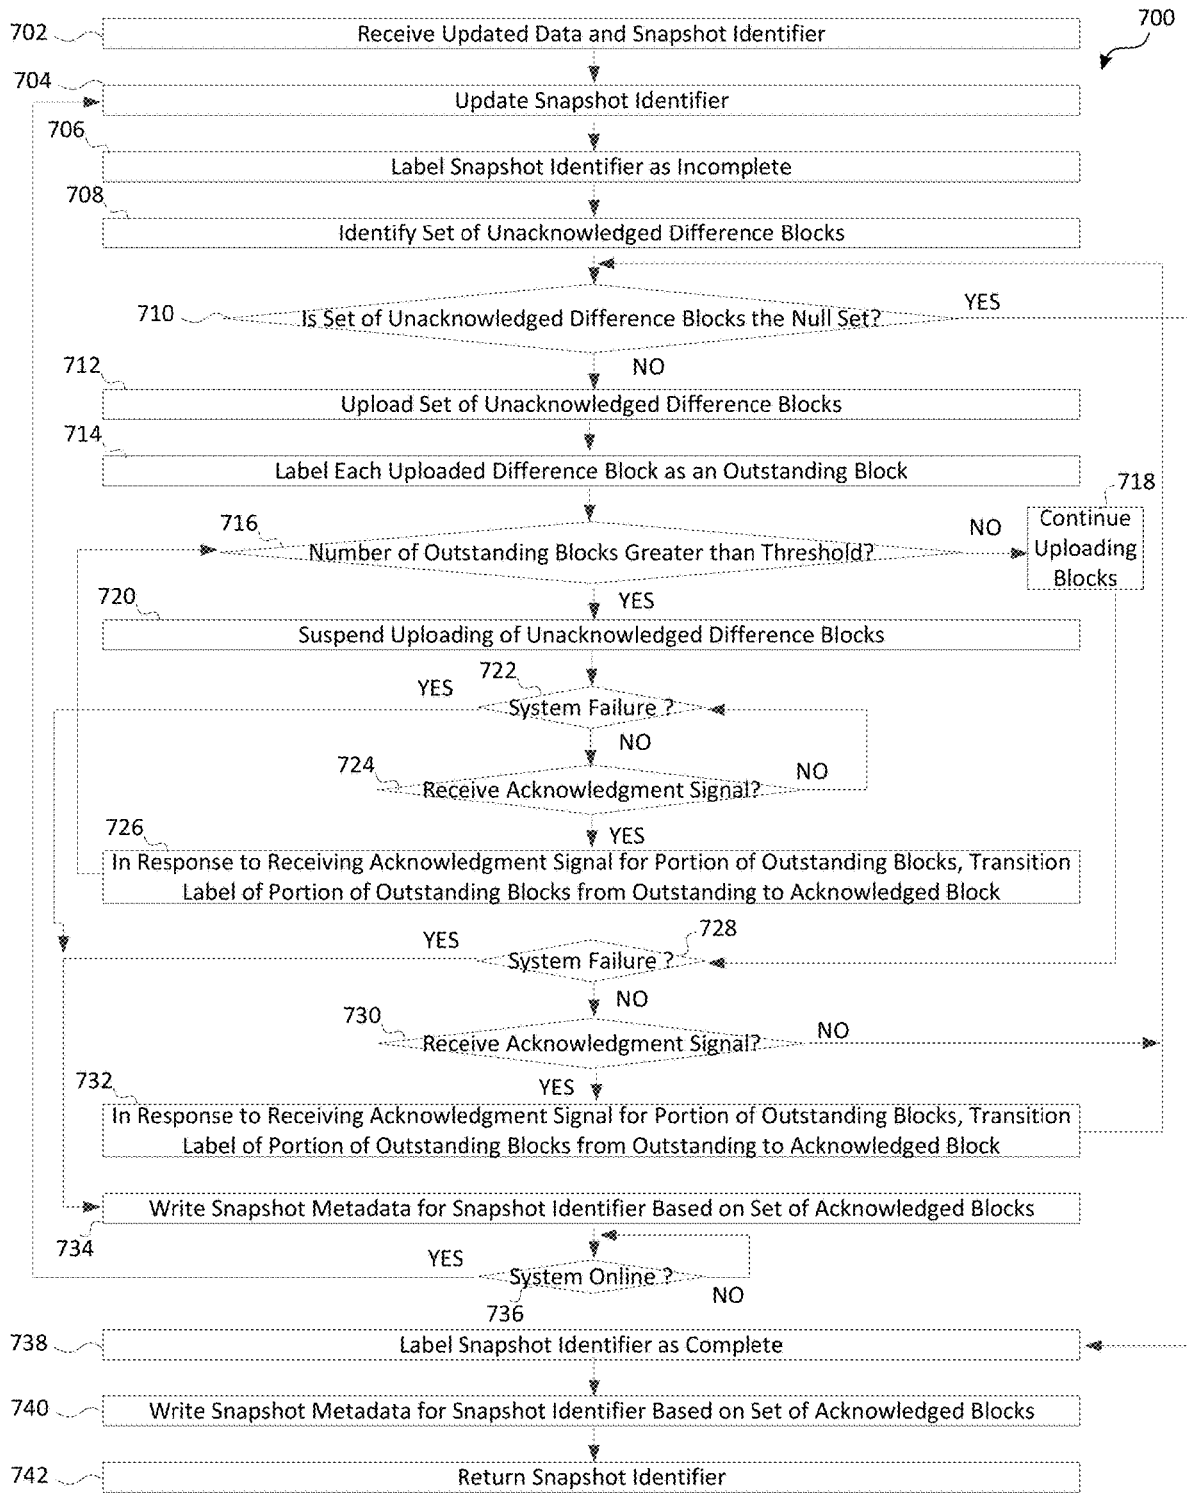 700
702
Receive Updated Data and Snapshot Identifier
704
Update Snapshot Identifier
706
Label Snapshot Identifier as Incomplete
708
Identify Set of Unacknowledged Difference Blocks
710
Is Set of Unacknowledged Difference Blocks the Null Set?
YES
NO
712
Upload Set of Unacknowledged Difference Blocks
714
Label Each Uploaded Difference Block as an Outstanding Block
716
Number of Outstanding Blocks Greater than Threshold?
NO
718
Continue
Uploading
Blocks
YES
720
Suspend Uploading of Unacknowledged Difference Blocks
722
YES
System Failure ?
NO
724
Receive Acknowledgment Signal?
NO
YES
726
In Response to Receiving Acknowledgment Signal for Portion of Outstanding Blocks, Transition
Label of Portion of Outstanding Blocks from Outstanding to Acknowledged Block
728
YES
System Failure ?
NO
730
Receive Acknowledgment Signal?
NO
YES
732
In Response to Receiving Acknowledgment Signal for Portion of Outstanding Blocks, Transition
Label of Portion of Outstanding Blocks from Outstanding to Acknowledged Block
Write Snapshot Metadata for Snapshot Identifier Based on Set of Acknowledged Blocks
734
YES
System Online ?
NO
736
738
Label Snapshot Identifier as Complete
740
Write Snapshot Metadata for Snapshot Identifier Based on Set of Acknowledged Blocks
742
Return Snapshot Identifier